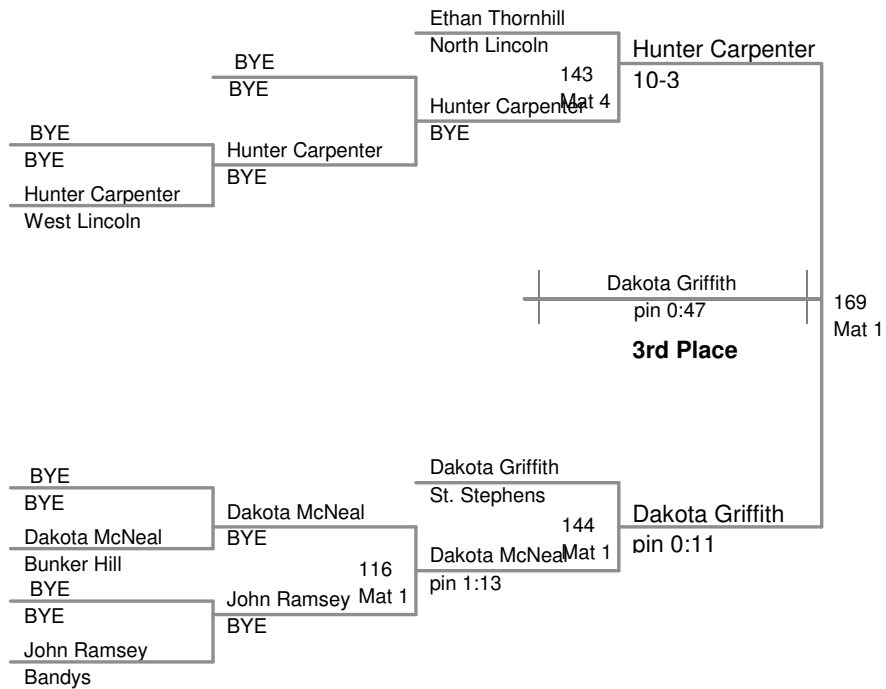 Ethan Thornhill
North Lincoln
143
Mat 4
Hunter Carpenter
10-3
BYE
BYE
Hunter Carpenter
BYE
BYE
BYE
Hunter Carpenter
BYE
Hunter Carpenter
West Lincoln
Dakota Griffith
pin 0:47
3rd Place
169
Mat 1
BYE
BYE
Dakota McNeal
Bunker Hill
Dakota McNeal
BYE
Dakota Griffith
St. Stephens
144
Mat 1
Dakota Griffith
pin 0:11
116
Mat 1
Dakota McNeal
pin 1:13
BYE
BYE
John Ramsey
BYE
John Ramsey
Bandys